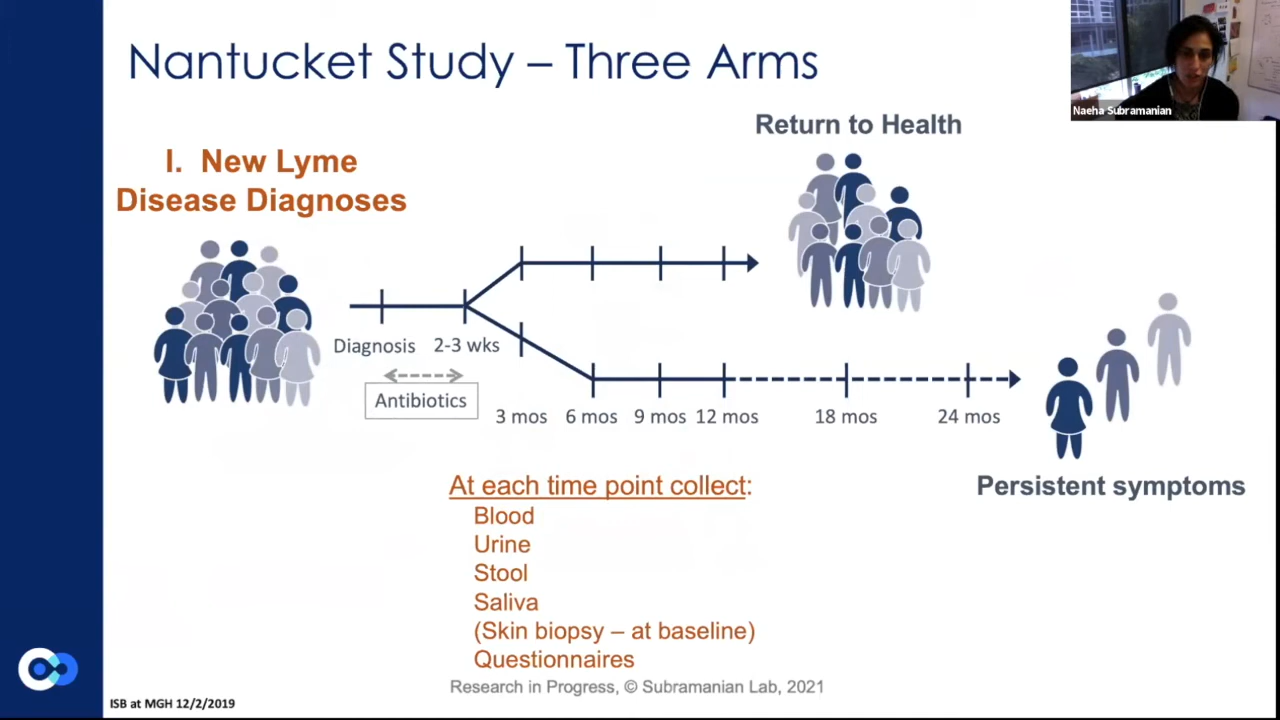 Nantucket Study – Three Arms
Naeha Subramanian
Return to Health
I. New Lyme
Disease Diagnoses
Diagnosis
2-3 wks
Antibiotics
3 mos
6 mos
9 mos
12 mos
18 mos
24 mos
Persistent symptoms
At each time point collect:
Blood
Urine
Stool
Saliva
(Skin biopsy – at baseline)
Questionnaires
Research in Progress, © Subramanian Lab, 2021
ISB at MGH 12/2/2019